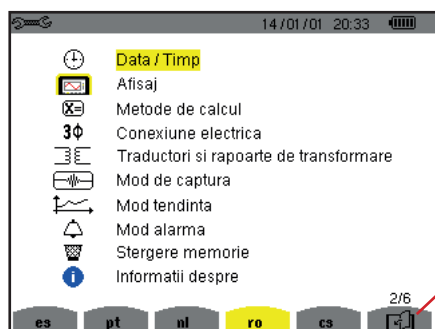 14/01/01 20:33
Data / Timp
Afisaj
X= Metode de calcul
3Φ Conexiune electrica
Traductori si rapoarte de transformare
Mod de captura
Mod tendinta
Mod alarma
Stergere memorie
i Informatii despre
2/6
es pt nl ro cs